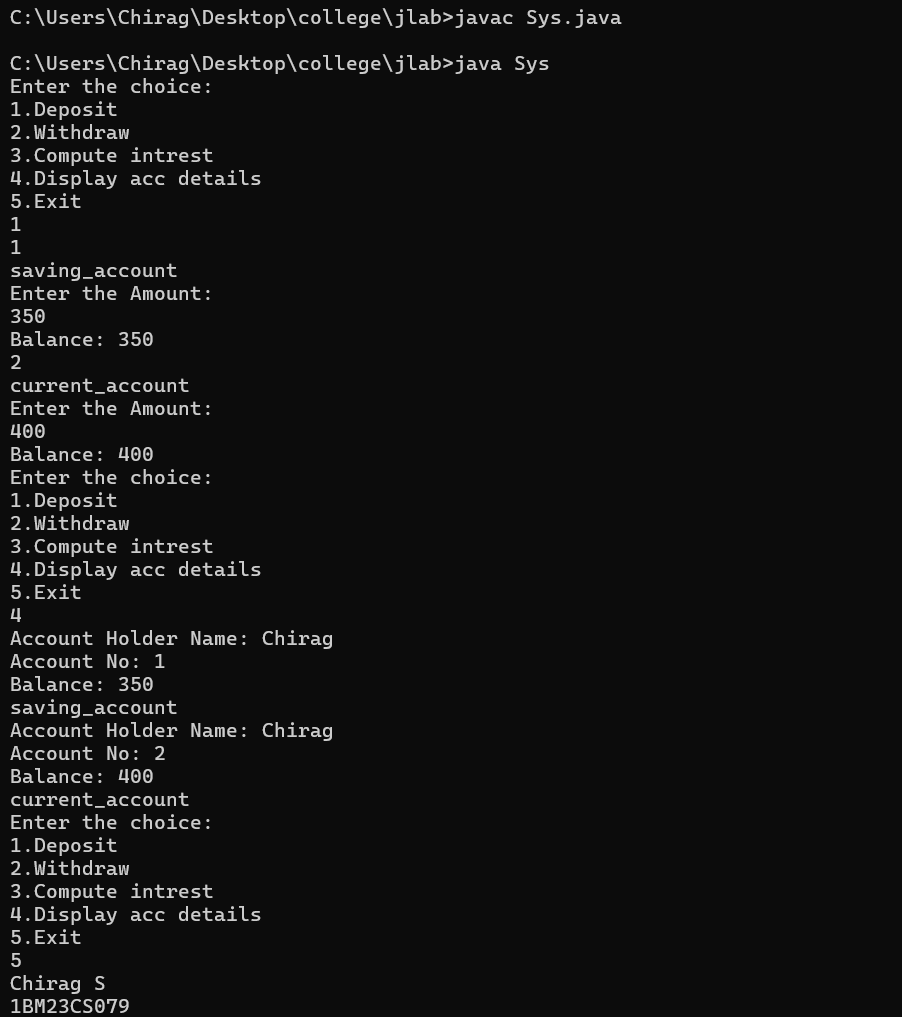 C:\Users\Chirag\Desktop\college\jlab>javac Sys.java
C:\Users\Chirag\Desktop\college\jlab>java Sys
Enter the choice:
1.Deposit
2.Withdraw
3.Compute intrest
4.Display acc details
5.Exit
1
1
saving_account
Enter the Amount:
350
Balance: 350
2
current_account
Enter the Amount:
400
Balance: 400
Enter the choice:
1.Deposit
2.Withdraw
3.Compute intrest
4.Display acc details
5.Exit
4
Account Holder Name: Chirag
Account No: 1
Balance: 350
saving_account
Account Holder Name: Chirag
Account No: 2
Balance: 400
current_account
Enter the choice:
1.Deposit
2.Withdraw
3.Compute intrest
4.Display acc details
5.Exit
5
Chirag S
1BM23CS079